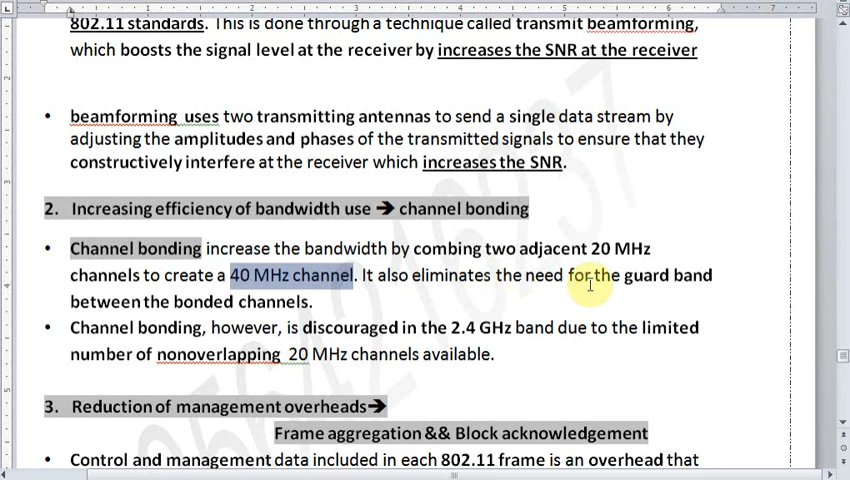 802.11 standards. This is done through a technique called transmit beamforming,
which boosts the signal level at the receiver by increases the SNR at the receiver
• beamforming uses two transmitting antennas to send a single data stream by
adjusting the amplitudes and phases of the transmitted signals to ensure that they
constructively interfere at the receiver which increases the SNR.
2. Increasing efficiency of bandwidth use ➔ channel bonding
• Channel bonding increase the bandwidth by combing two adjacent 20 MHz
channels to create a 40 MHz channel. It also eliminates the need for the guard band
between the bonded channels.
• Channel bonding, however, is discouraged in the 2.4 GHz band due to the limited
number of nonoverlapping 20 MHz channels available.
3. Reduction of management overheads➔
Frame aggregation && Block acknowledgement
• Control and management data included in each 802.11 frame is an overhead that